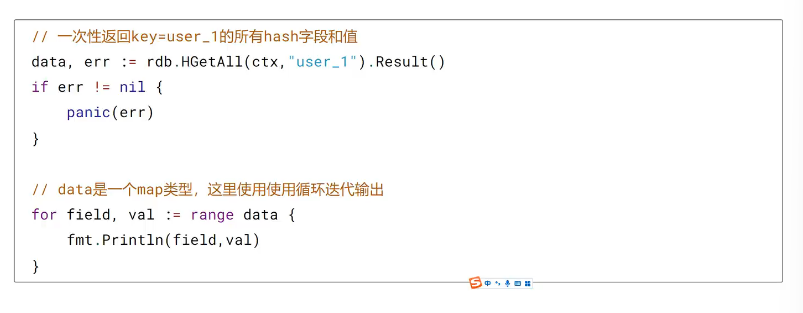 // 一次性返回key=user_1的所有hash字段和值
data, err := rdb.HGetAll(ctx,"user_1").Result()
if err != nil {
    panic(err)
}
// data是一个map类型，这里使用使用循环迭代输出
for field, val := range data {
    fmt.Println(field,val)
}
中